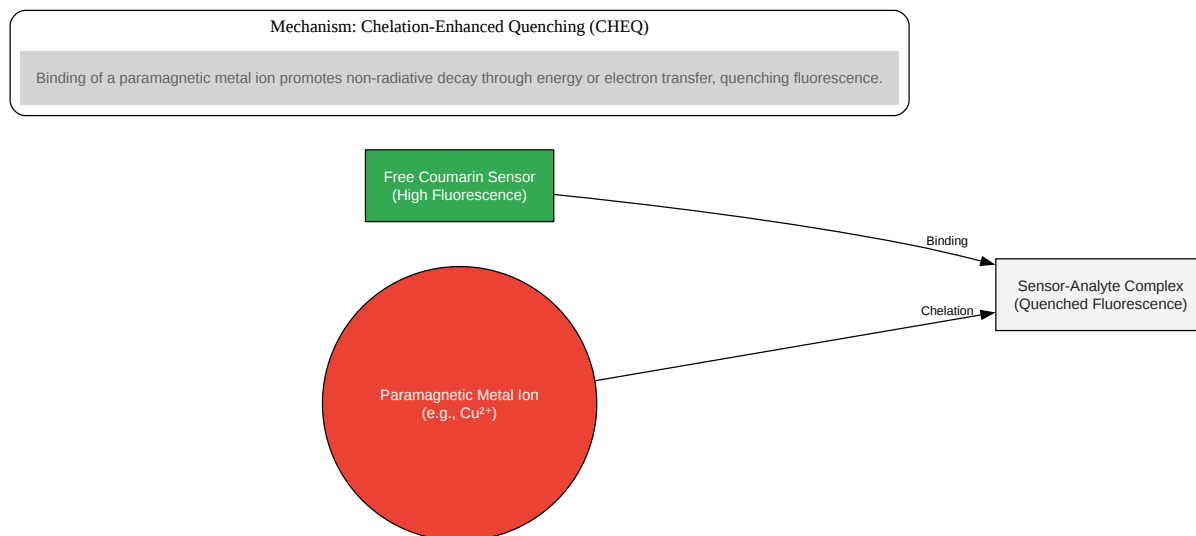 Mechanism: Chelation-Enhanced Quenching (CHEQ)
Binding of a paramagnetic metal ion promotes non-radiative decay through energy or electron transfer, quenching fluorescence.
Free Coumarin Sensor
(High Fluorescence)
Binding
Sensor-Analyte Complex
(Quenched Fluorescence)
Chelation
Paramagnetic Metal Ion
(e.g., Cu²⁺)